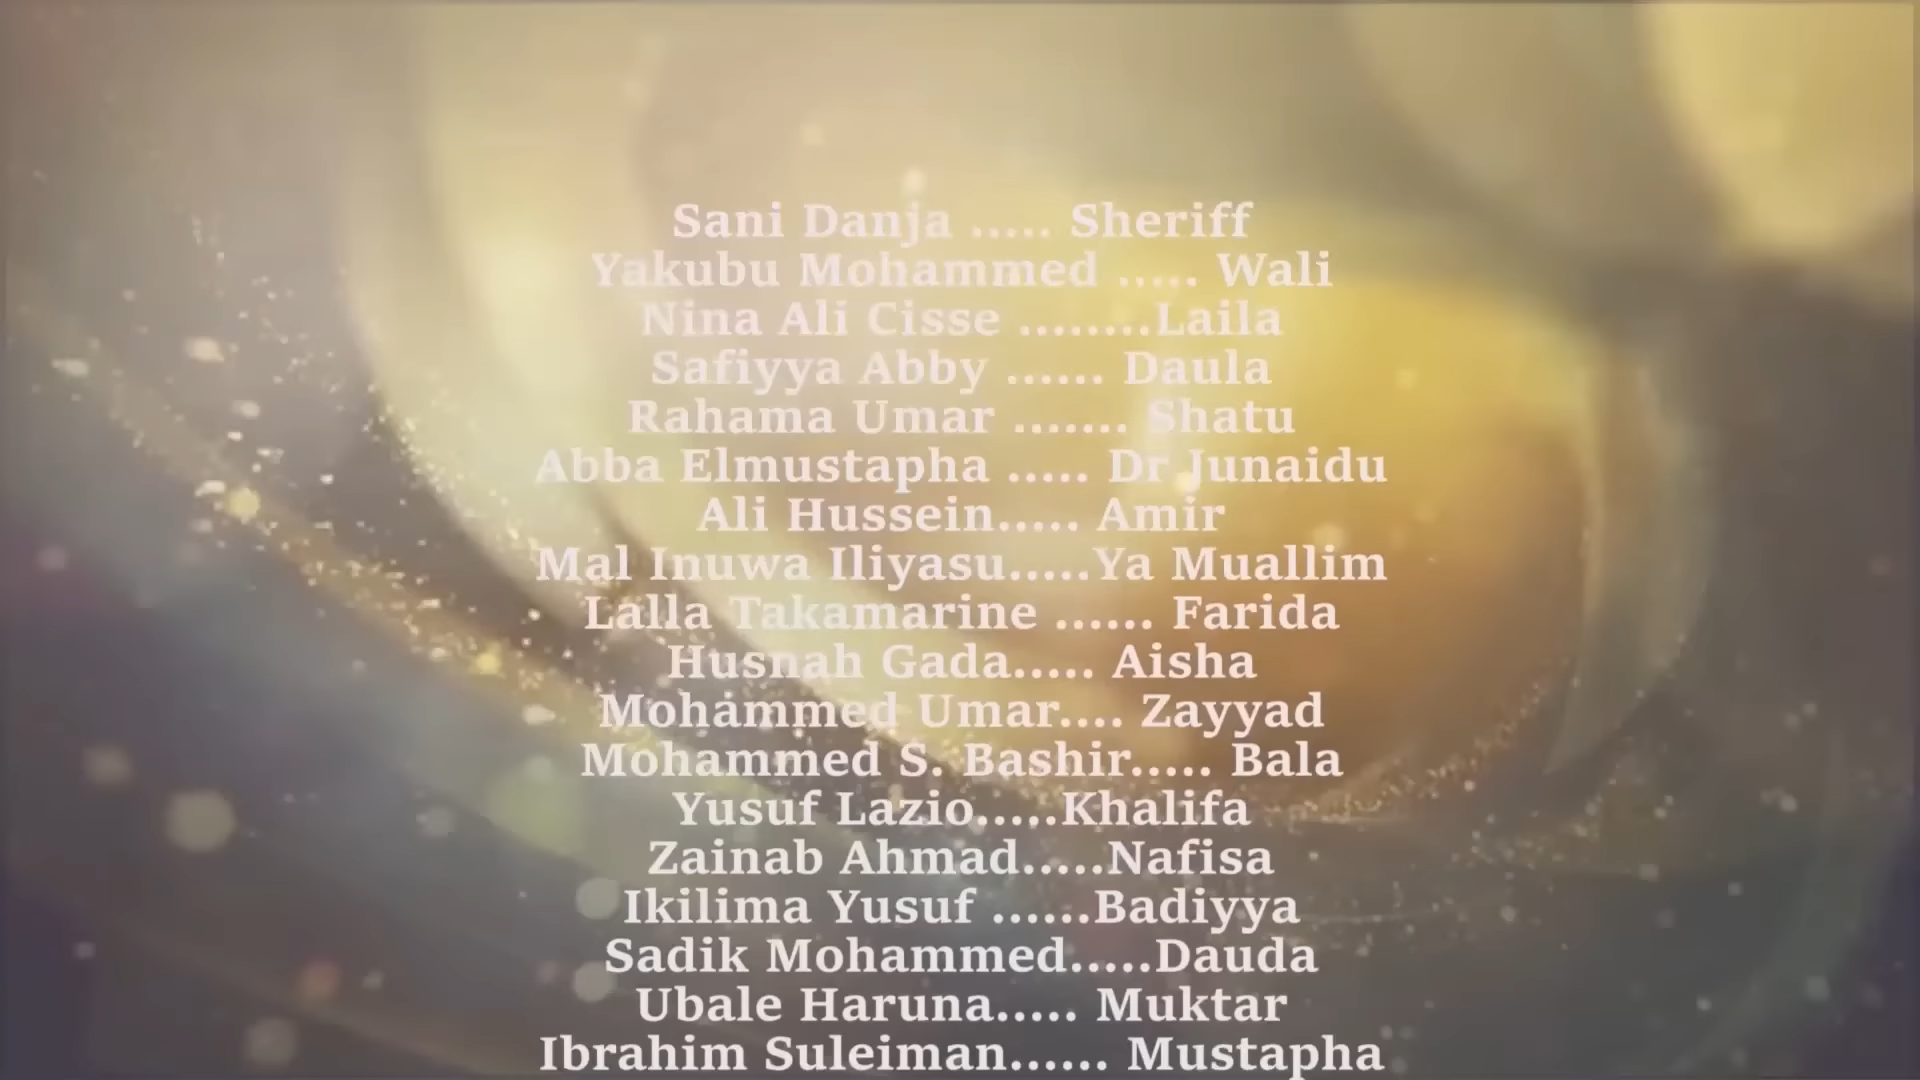 Sani Danja ..... Sheriff
Yakubu Mohammed ..... Wali
Nina Ali Cisse ........Laila
Safiyya Abby ...... Daula
Rahama Umar ....... Shatu
Abba Elmustapha ..... Dr Junaidu
Ali Hussein..... Amir
Mal Inuwa Iliyasu.....Ya Muallim
Lalla Takamarine ...... Farida
Husnah Gada..... Aisha
Mohammed Umar.... Zayyad
Mohammed S. Bashir..... Bala
Yusuf Lazio.....Khalifa
Zainab Ahmad.....Nafisa
Ikilima Yusuf ......Badiyya
Sadik Mohammed.....Dauda
Ubale Haruna..... Muktar
Ibrahim Suleiman...... Mustapha